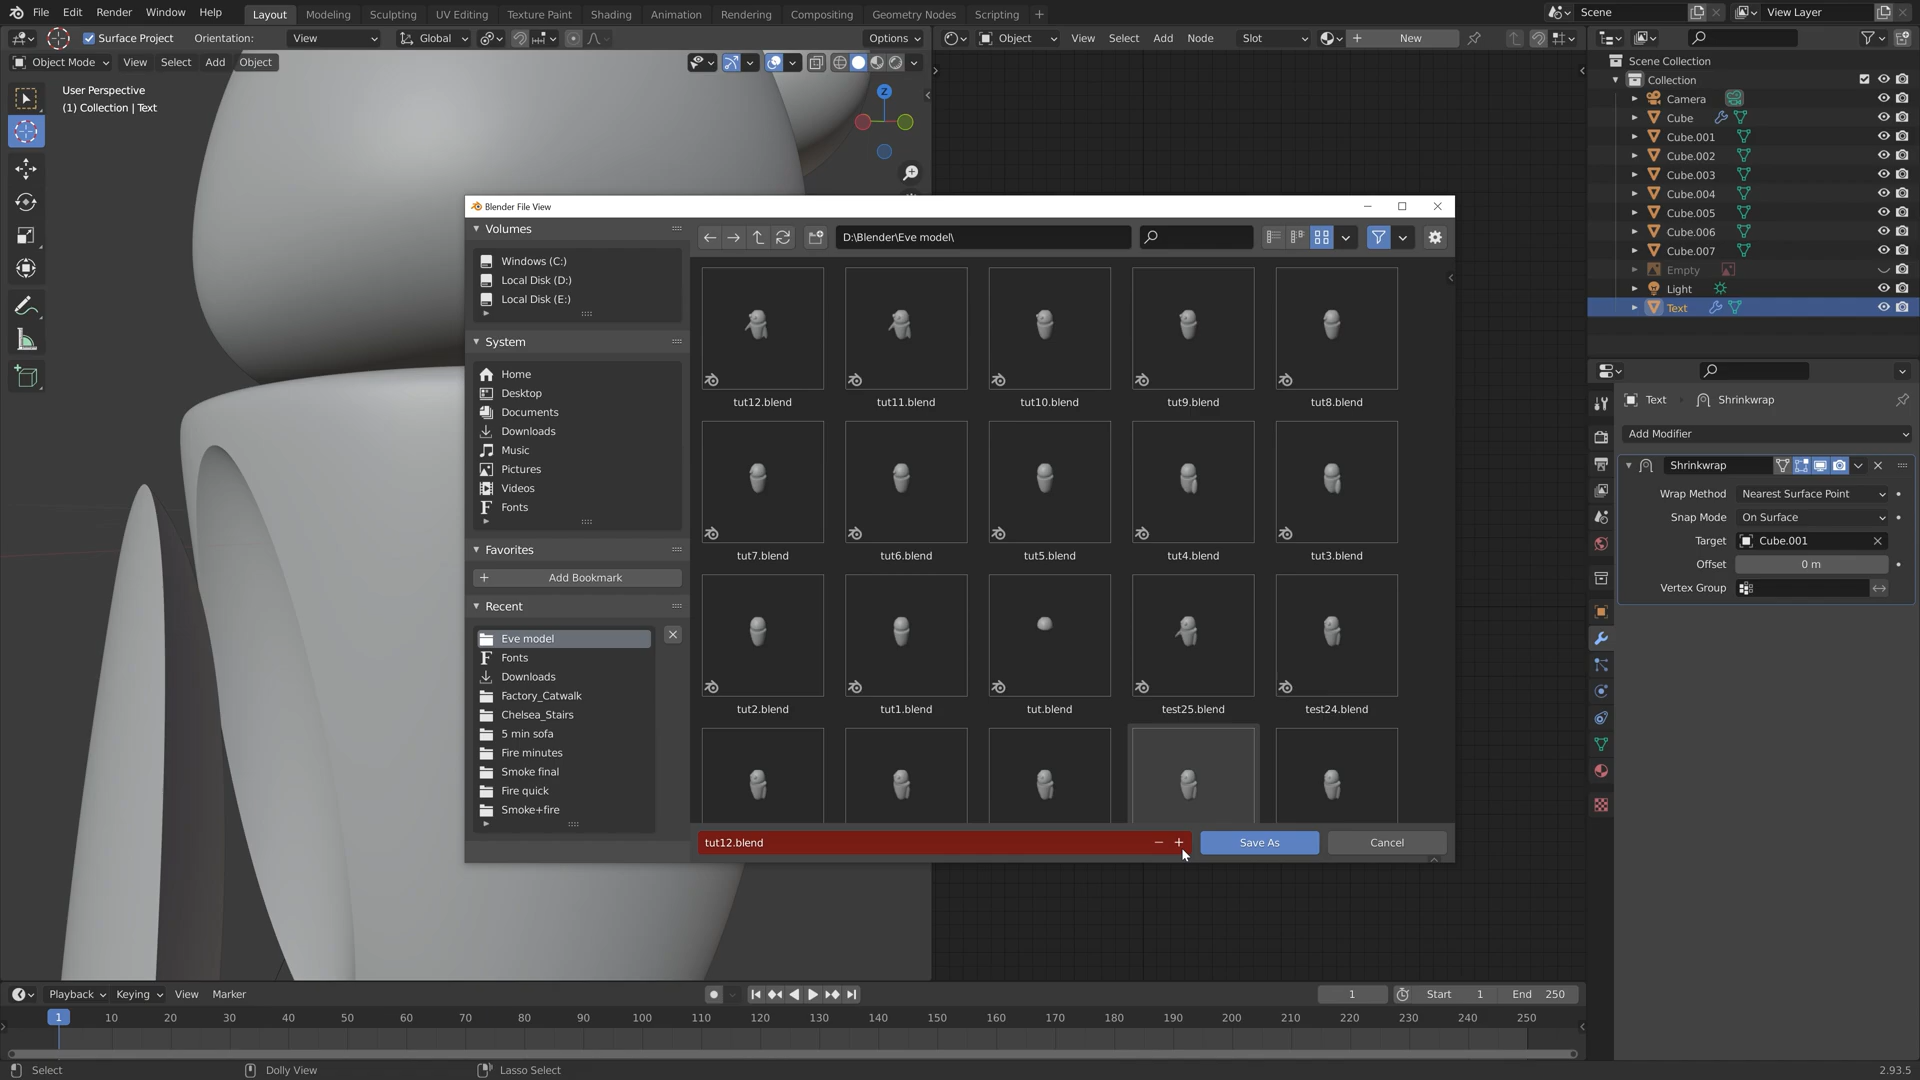 File Edit Render Window Help Layout Modeling Sculpting UV Editing Texture Paint Shading Animation Rendering Compositing Geometry Nodes Scripting Scene View Layer
Surface Project Orientation: View Global Options Object View Select Add Node Slot New
Object Mode View Select Add Object
User Perspective
(1) Collection | Text
Z
Scene Collection
Collection
Camera
Cube
Cube.001
Cube.002
Cube.003
Cube.004
Cube.005
Cube.006
Cube.007
Empty
Light
Text
Blender File View
Volumes
Windows (C:)
Local Disk (D:)
Local Disk (E:)
System
Home
Desktop
Documents
Downloads
Music
Pictures
Videos
Fonts
Favorites
Add Bookmark
Recent
Eve model
Fonts
Downloads
Factory_Catwalk
Chelsea_Stairs
5 min sofa
Fire minutes
Smoke final
Fire quick
Smoke+fire
D:\Blender\Eve model\
tut12.blend tut11.blend tut10.blend tut9.blend tut8.blend
tut7.blend tut6.blend tut5.blend tut4.blend tut3.blend
tut2.blend tut1.blend tut.blend test25.blend test24.blend
tut12.blend Save As Cancel
Text Shrinkwrap
Add Modifier
Shrinkwrap
Wrap Method Nearest Surface Point
Snap Mode On Surface
Target Cube.001
Offset 0 m
Vertex Group
Playback Keying View Marker 1 Start 1 End 250
1 10 20 30 40 50 60 70 80 90 100 110 120 130 140 150 160 170 180 190 200 210 220 230 240 250
Select Dolly View Lasso Select 2.93.5